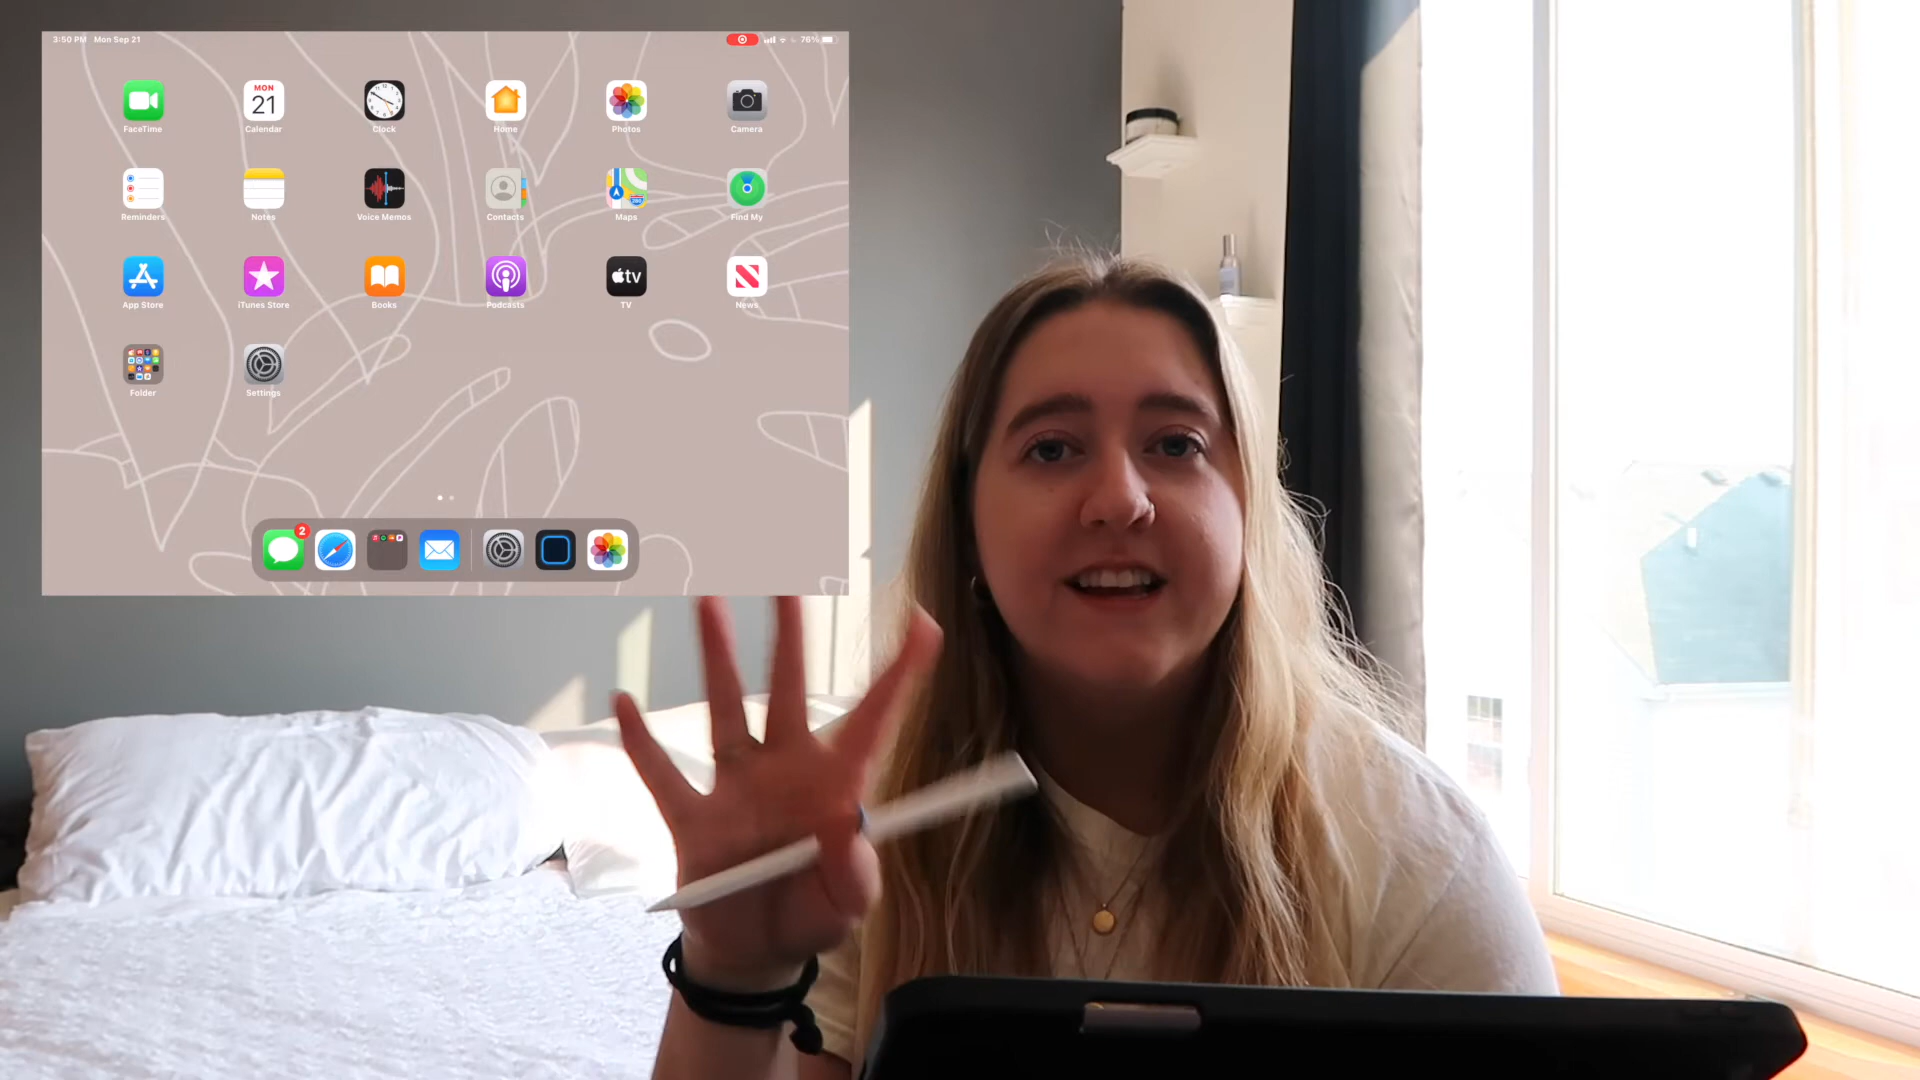 3:50 PM Mon Sep 21 76%
MON
21
FaceTime Calendar Clock Home Photos Camera
280
Reminders Notes Voice Memos Contacts Maps Find My
tv
App Store iTunes Store Books Podcasts TV News
Folder Settings
2